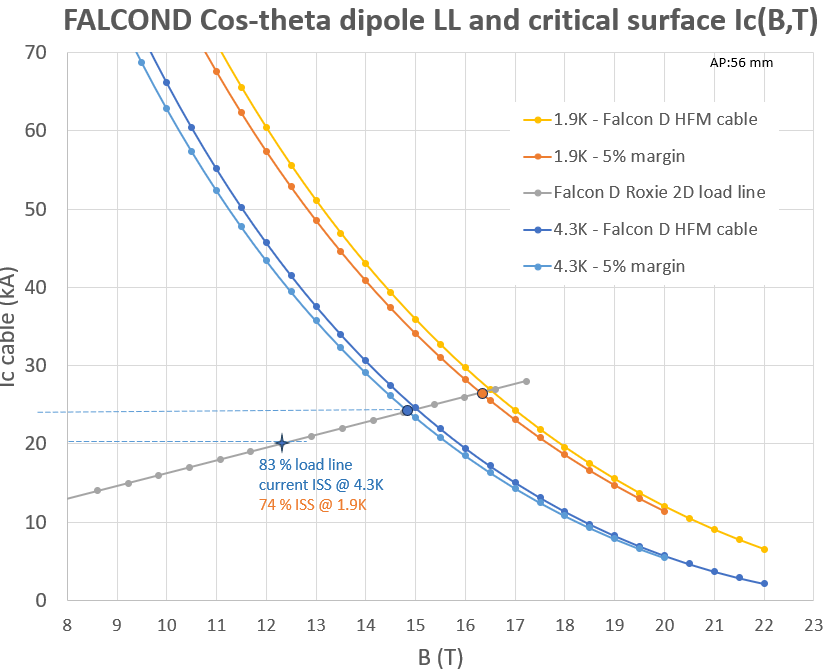 FALCOND Cos-theta dipole LL and critical surface Ic(B,T)
AP:56 mm
1.9K - Falcon D HFM cable
1.9K - 5% margin
Falcon D Roxie 2D load line
4.3K - Falcon D HFM cable
4.3K - 5% margin
70
60
50
40
30
20
10
0
Ic cable (kA)
83 % load line
current ISS @ 4.3K
74 % ISS @ 1.9K
8 9 10 11 12 13 14 15 16 17 18 19 20 21 22 23
B (T)